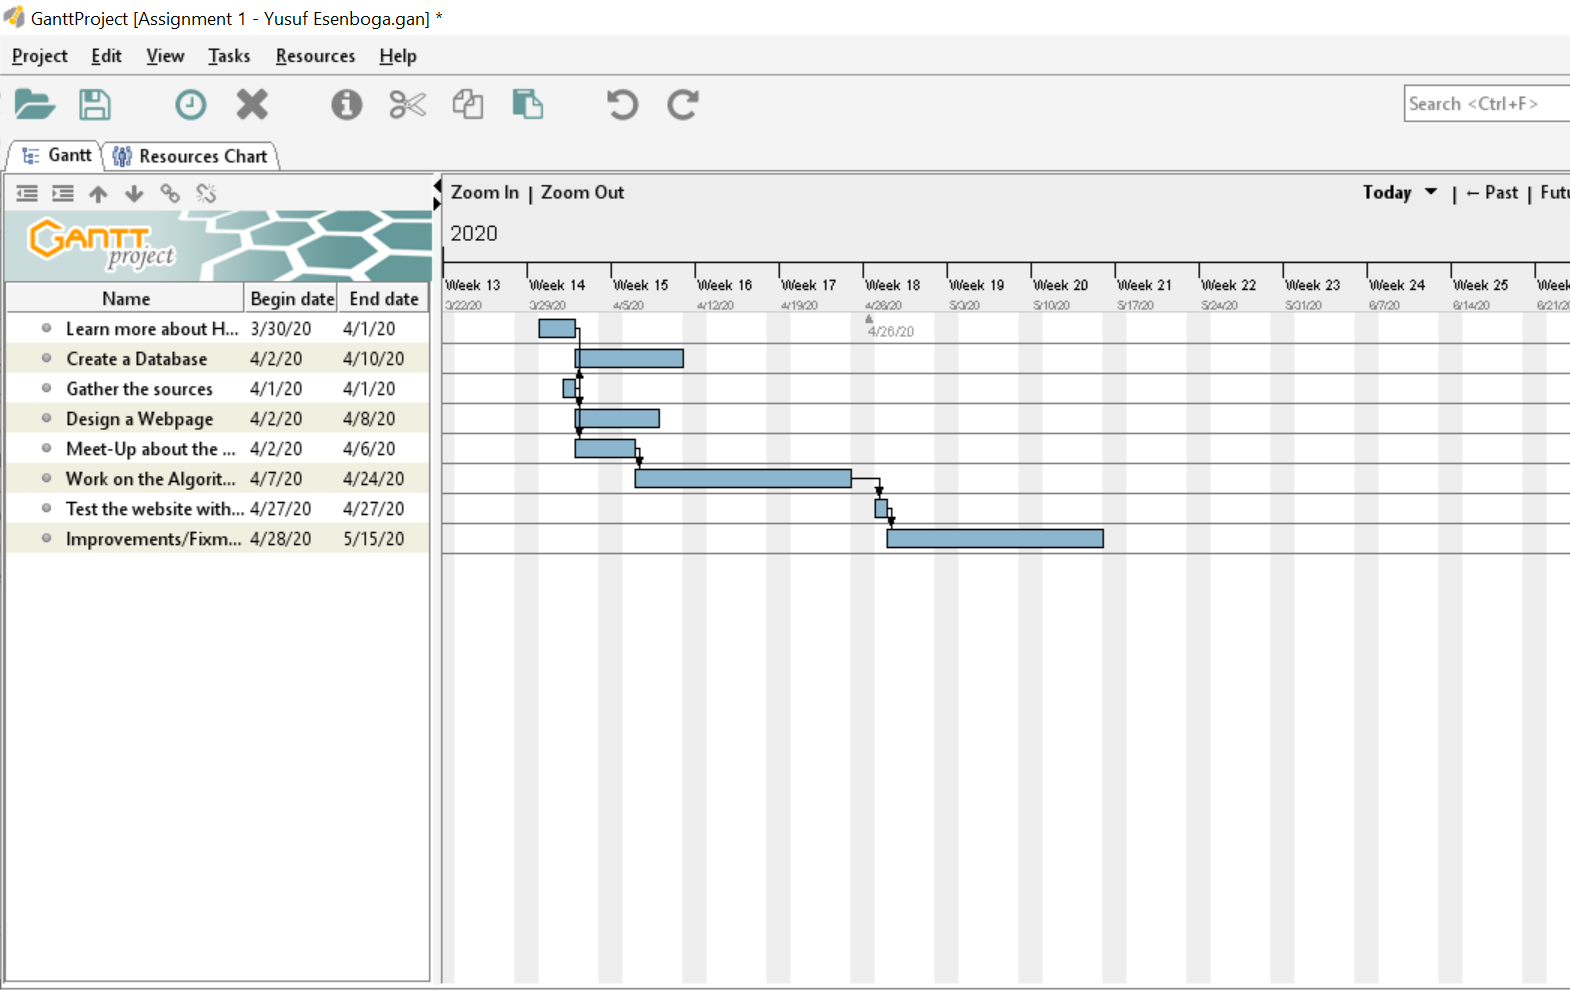 GanttProject [Assignment 1 - Yusuf Esenboga.gan] *
Project Edit View Tasks Resources Help
Search <Ctrl+F>
Gantt Resources Chart
Zoom In | Zoom Out Today | ← Past | Futu
GANTT project
2020
Week 13 Week 14 Week 15 Week 16 Week 17 Week 18 Week 19 Week 20 Week 21 Week 22 Week 23 Week 24 Week 25 Week
3/22/20 3/29/20 4/5/20 4/12/20 4/19/20 4/26/20 5/3/20 5/10/20 5/17/20 5/24/20 5/31/20 6/7/20 6/14/20 6/21/20
Name Begin date End date
4/26/20
Learn more about H... 3/30/20 4/1/20
Create a Database 4/2/20 4/10/20
Gather the sources 4/1/20 4/1/20
Design a Webpage 4/2/20 4/8/20
Meet-Up about the ... 4/2/20 4/6/20
Work on the Algorit... 4/7/20 4/24/20
Test the website with... 4/27/20 4/27/20
Improvements/Fixm... 4/28/20 5/15/20